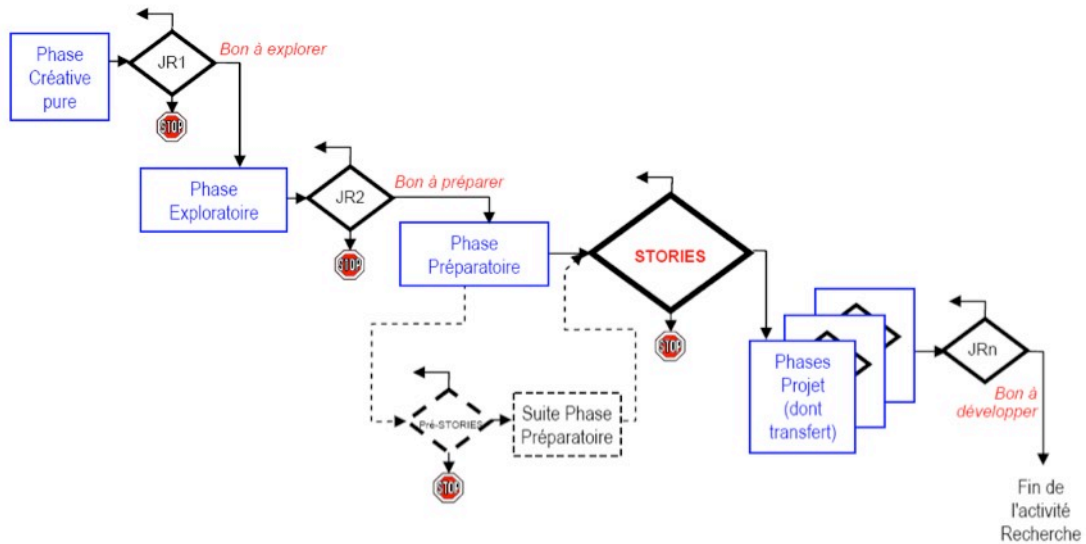 Phase
Créative
pure
JR1
Bon à explorer
STOP
Phase
Exploratoire
JR2
Bon à préparer
STOP
Phase
Préparatoire
STORIES
STOP
Pré-STORIES
STOP
Suite Phase
Préparatoire
Phases
Projet
(dont
transfert)
JRn
Bon à
développer
Fin de
l'activité
Recherche